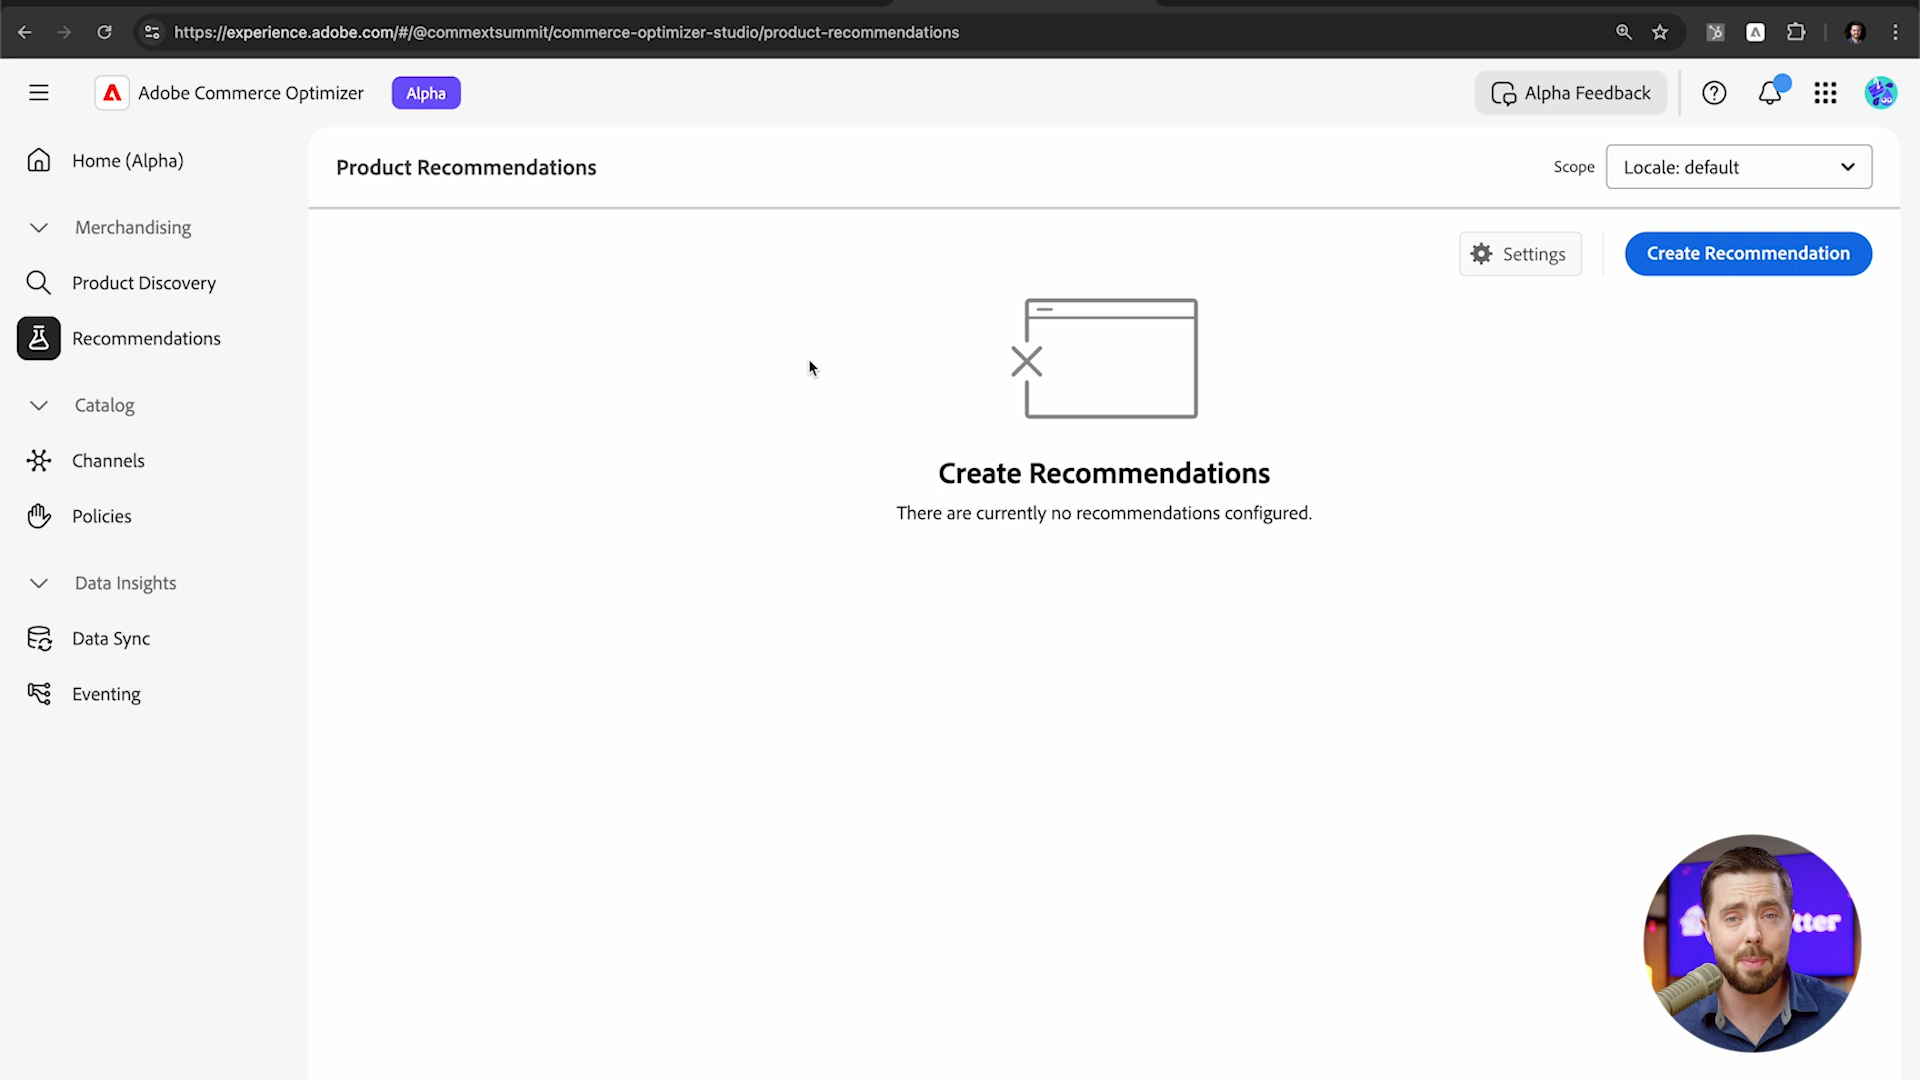 https://experience.adobe.com/#/@commextsummit/commerce-optimizer-studio/product-recommendations
Adobe Commerce Optimizer
Alpha
Alpha Feedback
Home (Alpha)
Merchandising
Product Discovery
Recommendations
Catalog
Channels
Policies
Data Insights
Data Sync
Eventing
Product Recommendations
Scope
Locale: default
Settings
Create Recommendation
Create Recommendations
There are currently no recommendations configured.